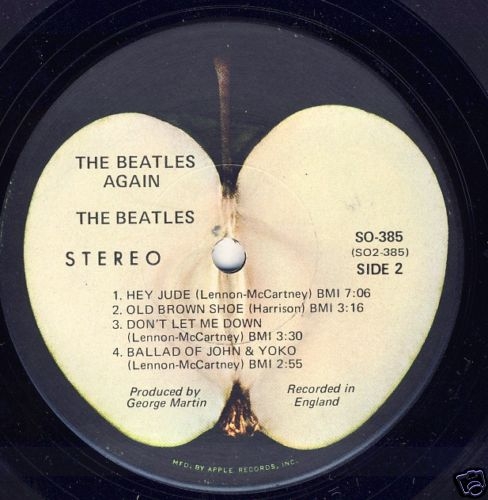 THE BEATLES
AGAIN
THE BEATLES
STEREO
SO-385
(SO2-385)
SIDE 2
1. HEY JUDE (Lennon-McCartney) BMI 7:06
2. OLD BROWN SHOE (Harrison) BMI 3:16
3. DON'T LET ME DOWN
(Lennon-McCartney) BMI 3:30
4. BALLAD OF JOHN & YOKO
(Lennon-McCartney) BMI 2:55
Produced by
George Martin
Recorded in
England
MFD. BY APPLE RECORDS, INC.